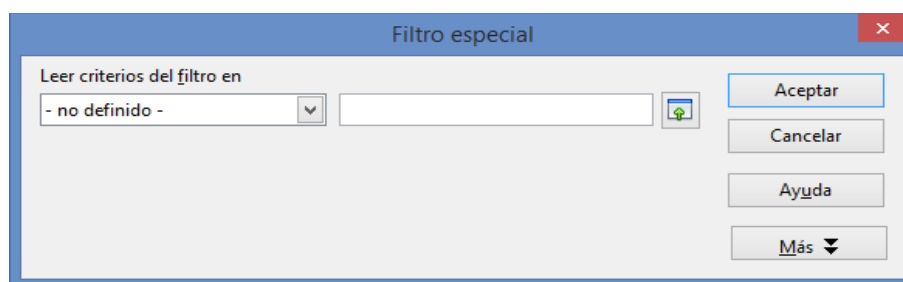 Filtro especial
Leer criterios del filtro en
- no definido -
Aceptar
Cancelar
Ayuda
Más